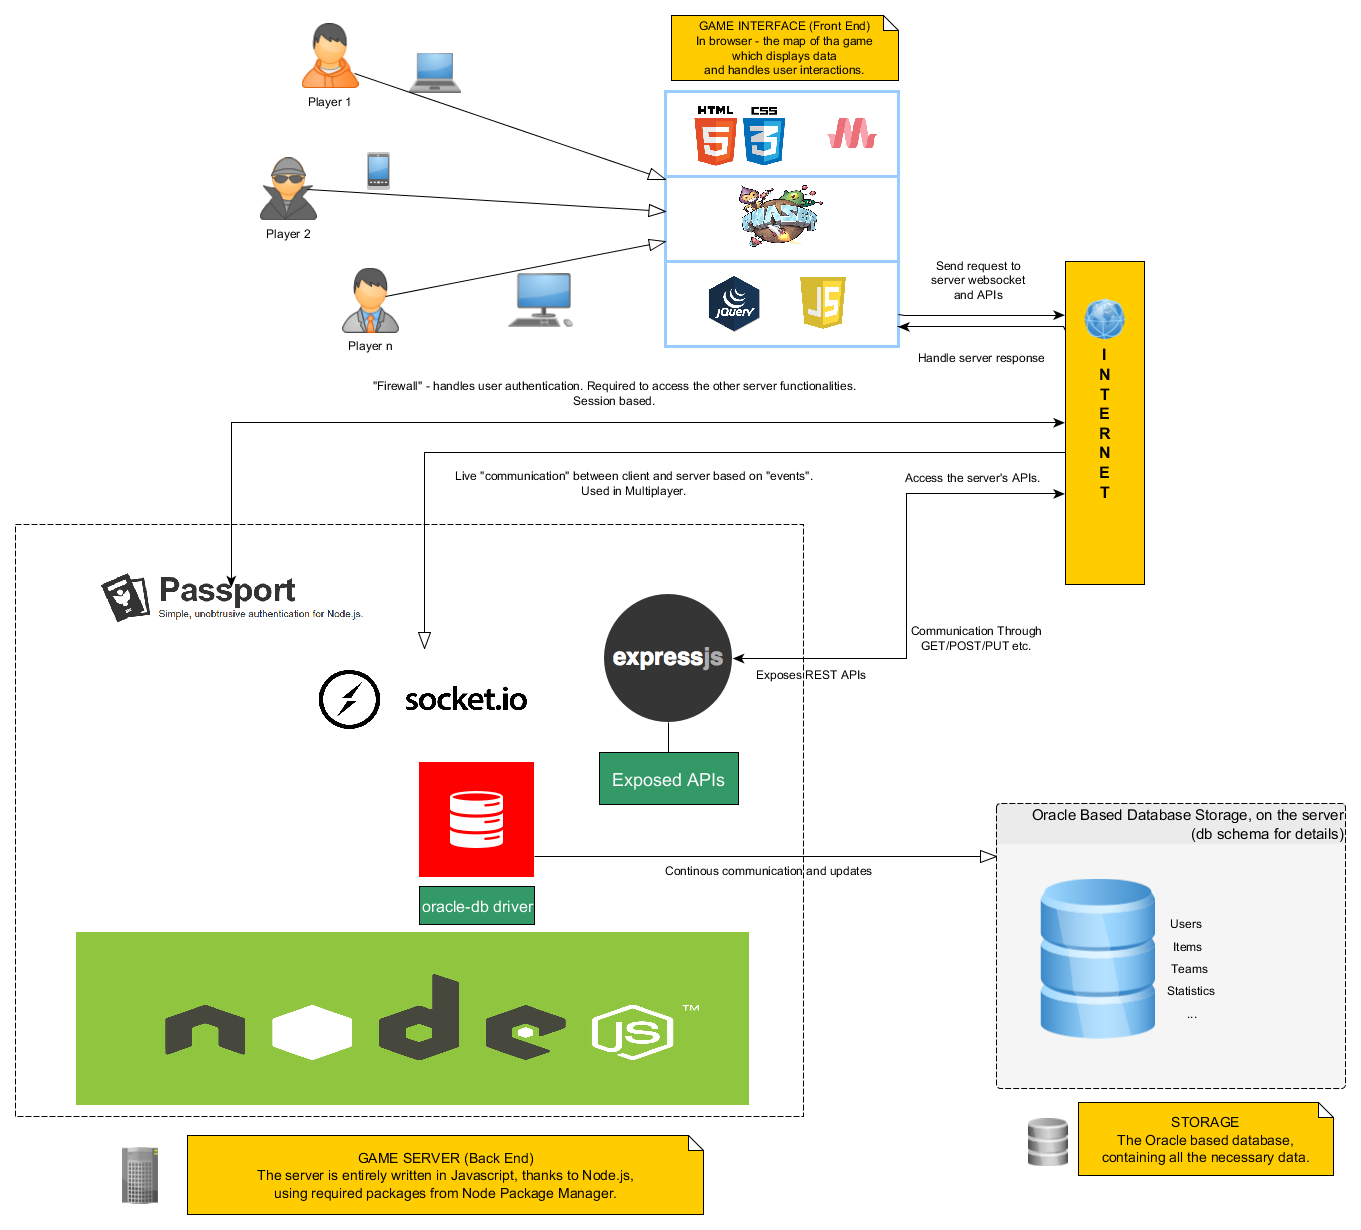 GAME INTERFACE (Front End)
In browser - the map of tha game
which displays data
and handles user interactions.
Player 1
HTML
CSS
5
3
Player 2
PHASER
Player n
jQuery
JS
Send request to
server websocket
and APIs
Handle server response
INTERNET
"Firewall" - handles user authentication. Required to access the other server functionalities.
Session based.
Live "communication" between client and server based on "events".
Used in Multiplayer.
Access the server's APIs.
Passport
Simple, unobtrusive authentication for Node.js.
Communication Through
GET/POST/PUT etc.
expressjs
Exposes REST APIs
socket.io
Exposed APIs
oracle-db driver
Continous communication and updates
Oracle Based Database Storage, on the server
(db schema for details)
Users
Items
Teams
Statistics
...
node
JS
™
STORAGE
The Oracle based database,
containing all the necessary data.
GAME SERVER (Back End)
The server is entirely written in Javascript, thanks to Node.js,
using required packages from Node Package Manager.